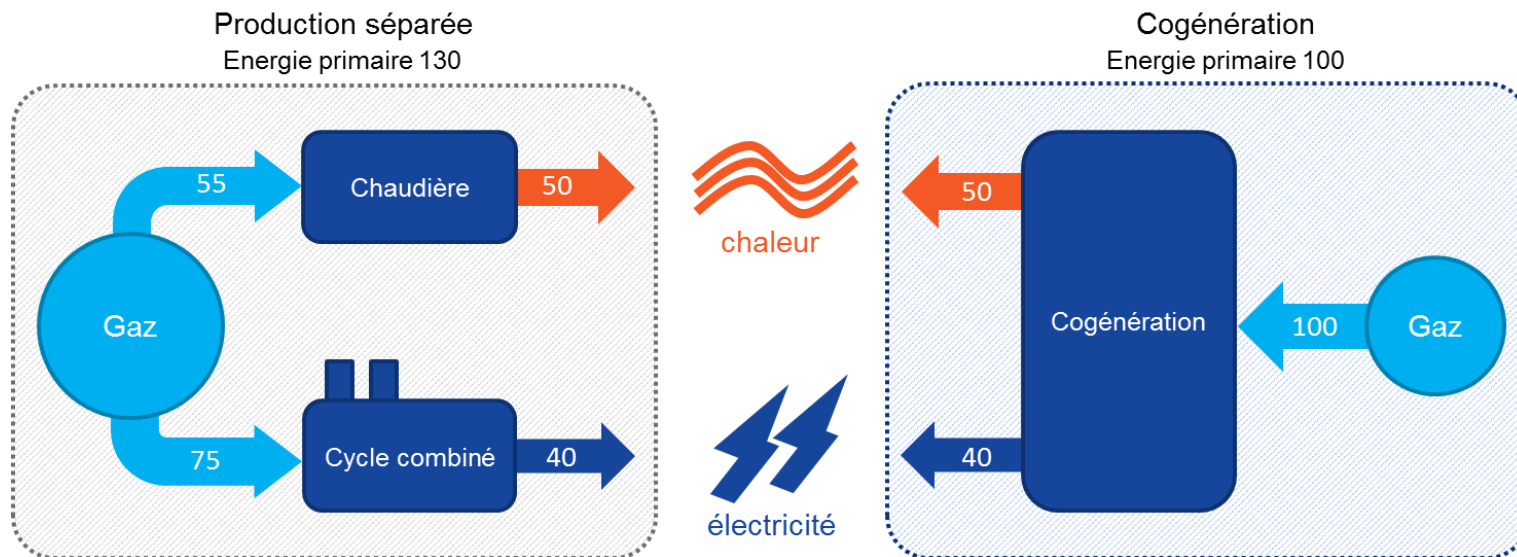 Production séparée
Energie primaire 130
55
Chaudière
50
Gaz
75
Cycle combiné
40
chaleur
électricité
Cogénération
Energie primaire 100
50
Cogénération
100
Gaz
40